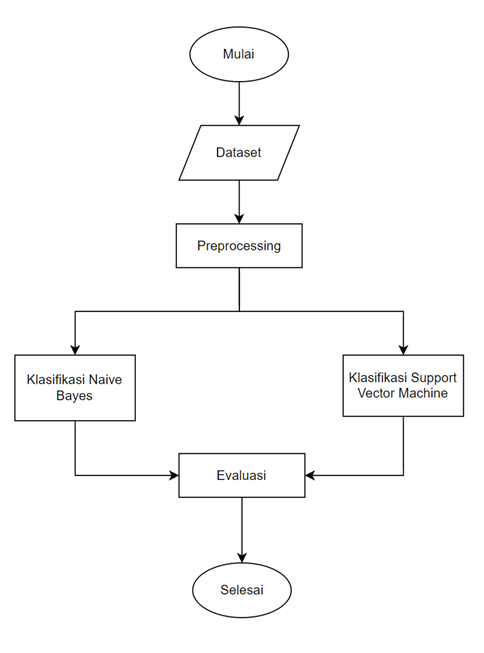 Mulai
Dataset
Preprocessing
Klasifikasi Naive
Bayes
Klasifikasi Support
Vector Machine
Evaluasi
Selesai